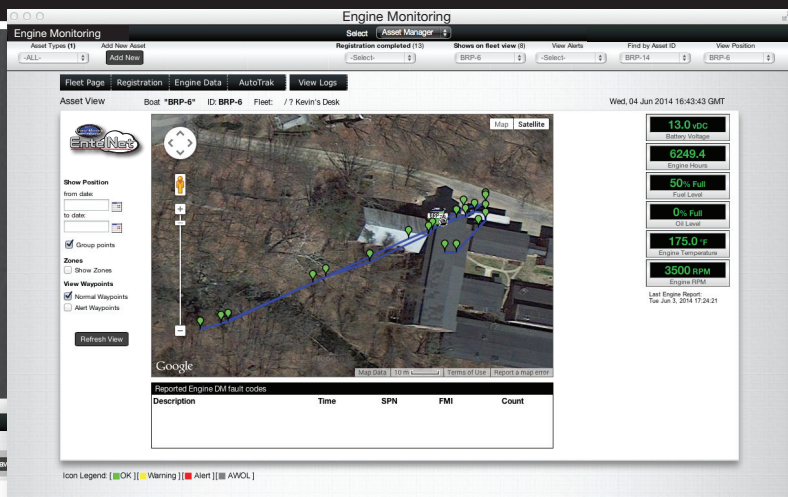 Engine Monitoring
Engine Monitoring
Select Asset Manager
Asset Types (1)
-ALL-
Add New Asset
Add New
Registration completed (13)
-Select-
Shows on fleet view (8)
BRP-6
View Alerts
-Select-
Find by Asset ID
BRP-14
View Position
BRP-6
Fleet Page Registration Engine Data AutoTrak View Logs
Asset View Boat "BRP-6" ID: BRP-6 Fleet: / ? Kevin's Desk Wed, 04 Jun 2014 16:43:43 GMT
EntelNet
Show Position
from date:
to date:
Group points
Zones
Show Zones
View Waypoints
Normal Waypoints
Alert Waypoints
Refresh View
Map Satellite
BRP-6
Google
Map Data 10 m Terms of Use Report a map error
Reported Engine DM fault codes
Description Time SPN FMI Count
13.0 vDC
Battery Voltage
6249.4
Engine Hours
50% Full
Fuel Level
0% Full
Oil Level
175.0 °F
Engine Temperature
3500 RPM
Engine RPM
Last Engine Report:
Tue Jun 3, 2014 17:24:21
Icon Legend: [ OK ][ Warning ][ Alert ][ AWOL ]